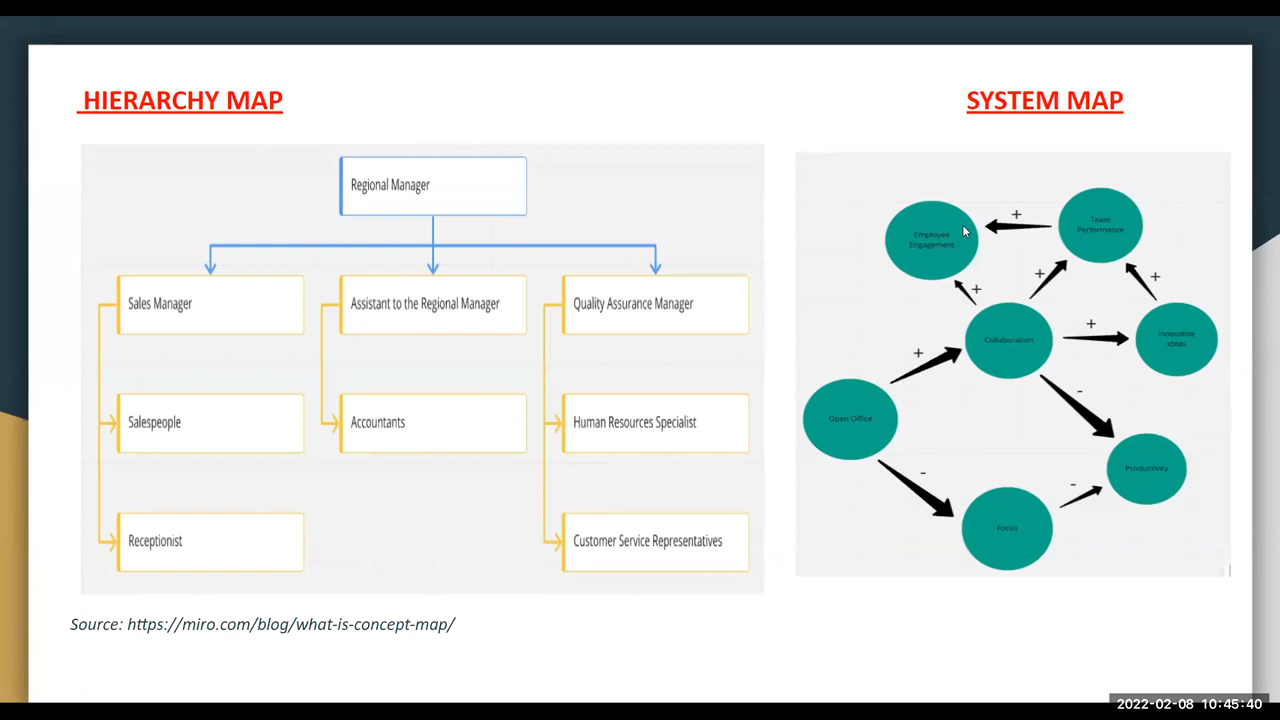 HIERARCHY MAP
SYSTEM MAP
Regional Manager
Sales Manager
Assistant to the Regional Manager
Quality Assurance Manager
Salespeople
Accountants
Human Resources Specialist
Receptionist
Customer Service Representatives
Employee
Engagement
+
Team
Performance
+
+
+
Collaboration
+
Innovative
Ideas
+
-
Open Office
-
Productivity
-
Focus
Source: https://miro.com/blog/what-is-concept-map/
2022-02-08 10:45:40